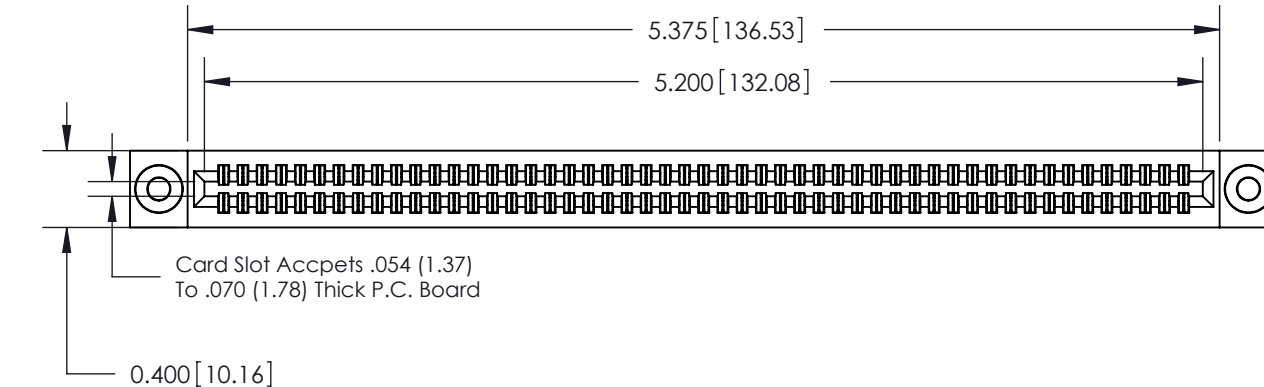 5.375[136.53]
5.200[132.08]
Card Slot Accpets .054 (1.37)
To .070 (1.78) Thick P.C. Board
0.400[10.16]